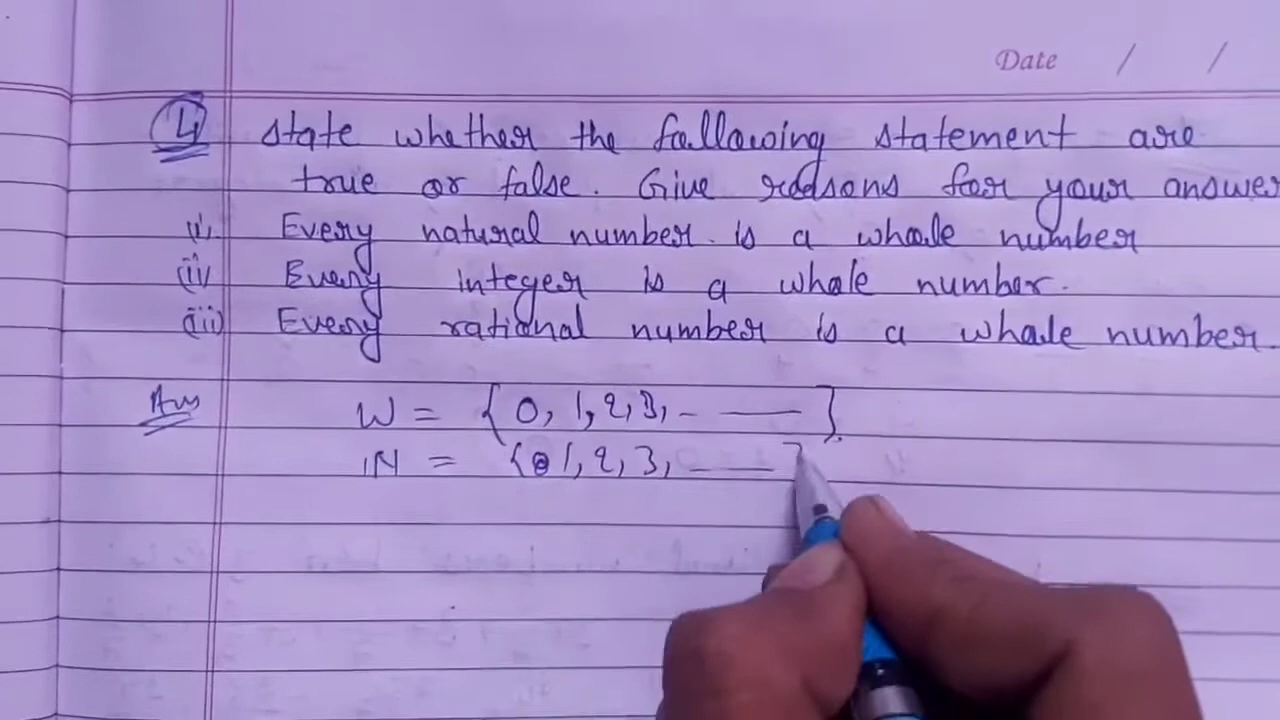 Date / /
4 State whether the following statement are
true or false. Give reasons for your answer
(i) Every natural number is a whole number
(ii) Every integer is a whole number.
(iii) Every rational number is a whole number.
Ans W = {0, 1, 2, 3, - —— }.
N = { 1, 2, 3, —— }